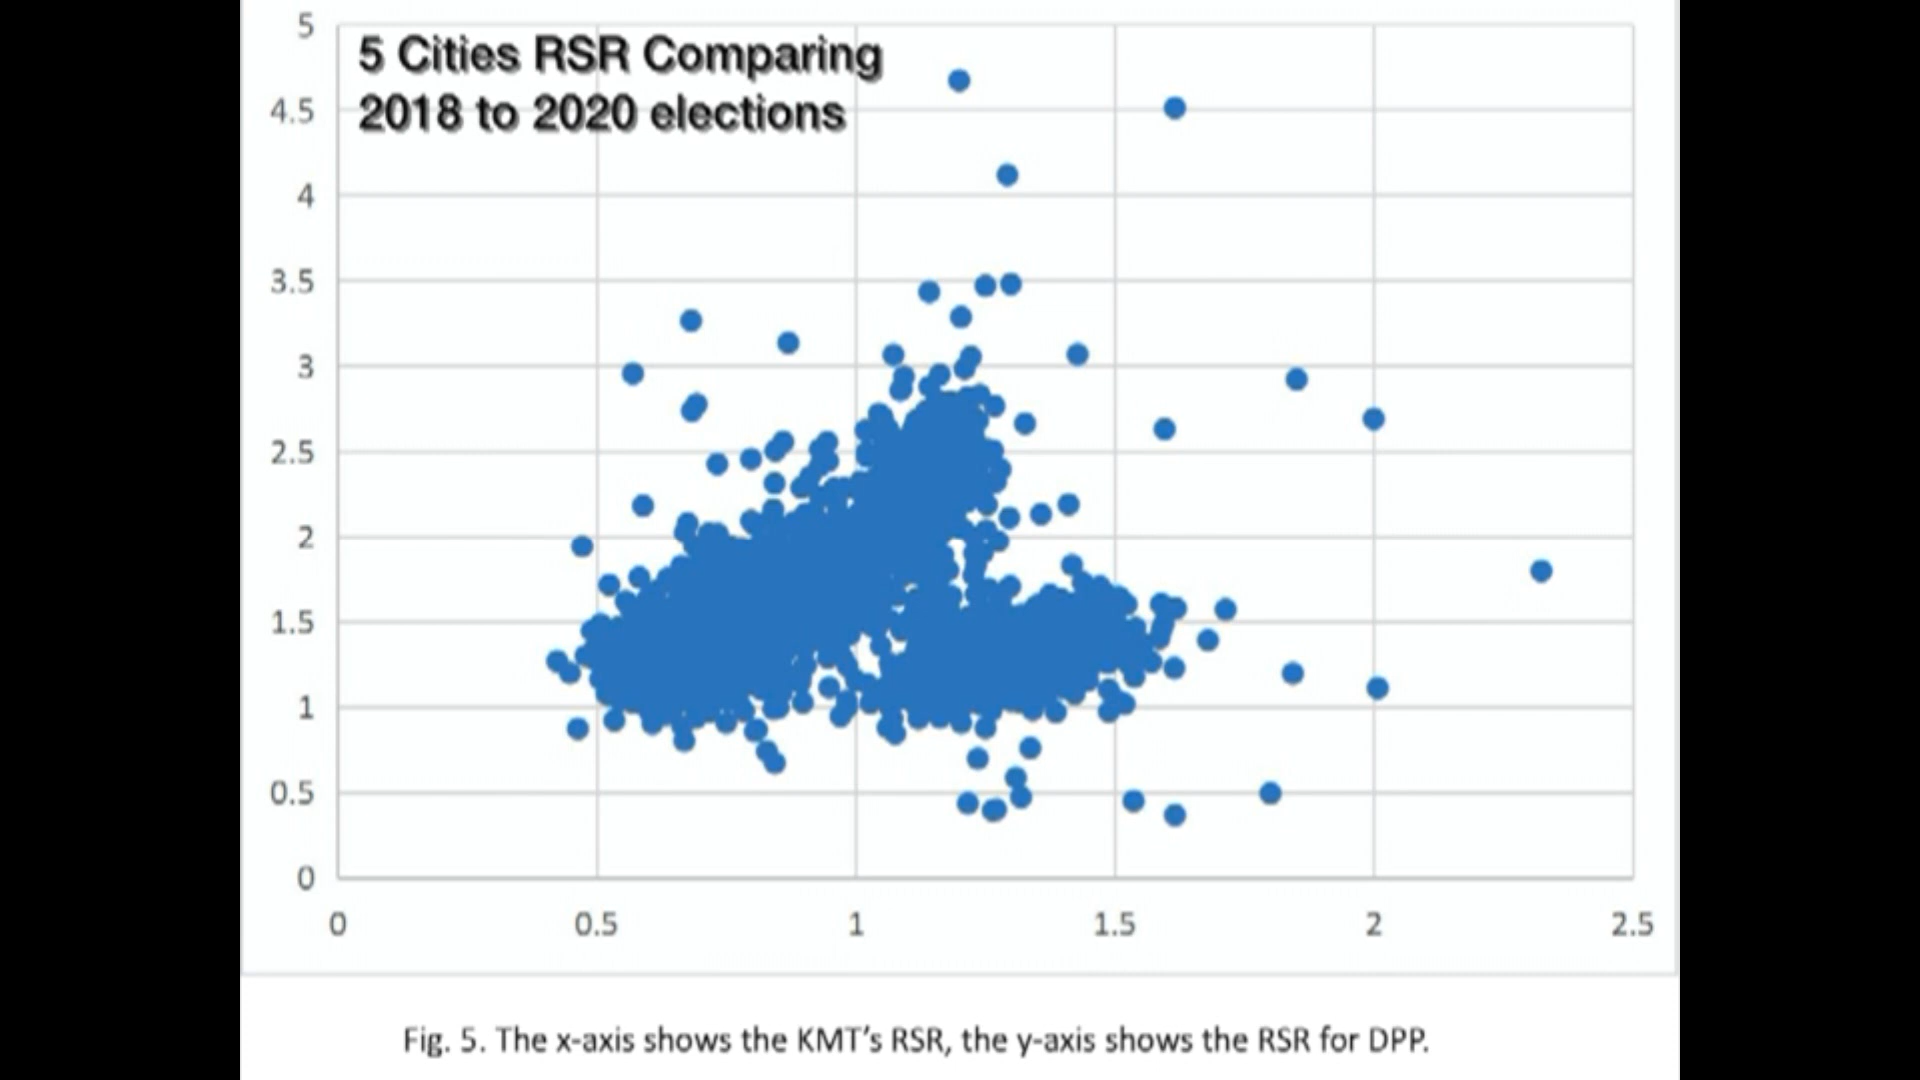 5 Cities RSR Comparing
2018 to 2020 elections
5
4.5
4
3.5
3
2.5
2
1.5
1
0.5
0
0 0.5 1 1.5 2 2.5
Fig. 5. The x-axis shows the KMT's RSR, the y-axis shows the RSR for DPP.